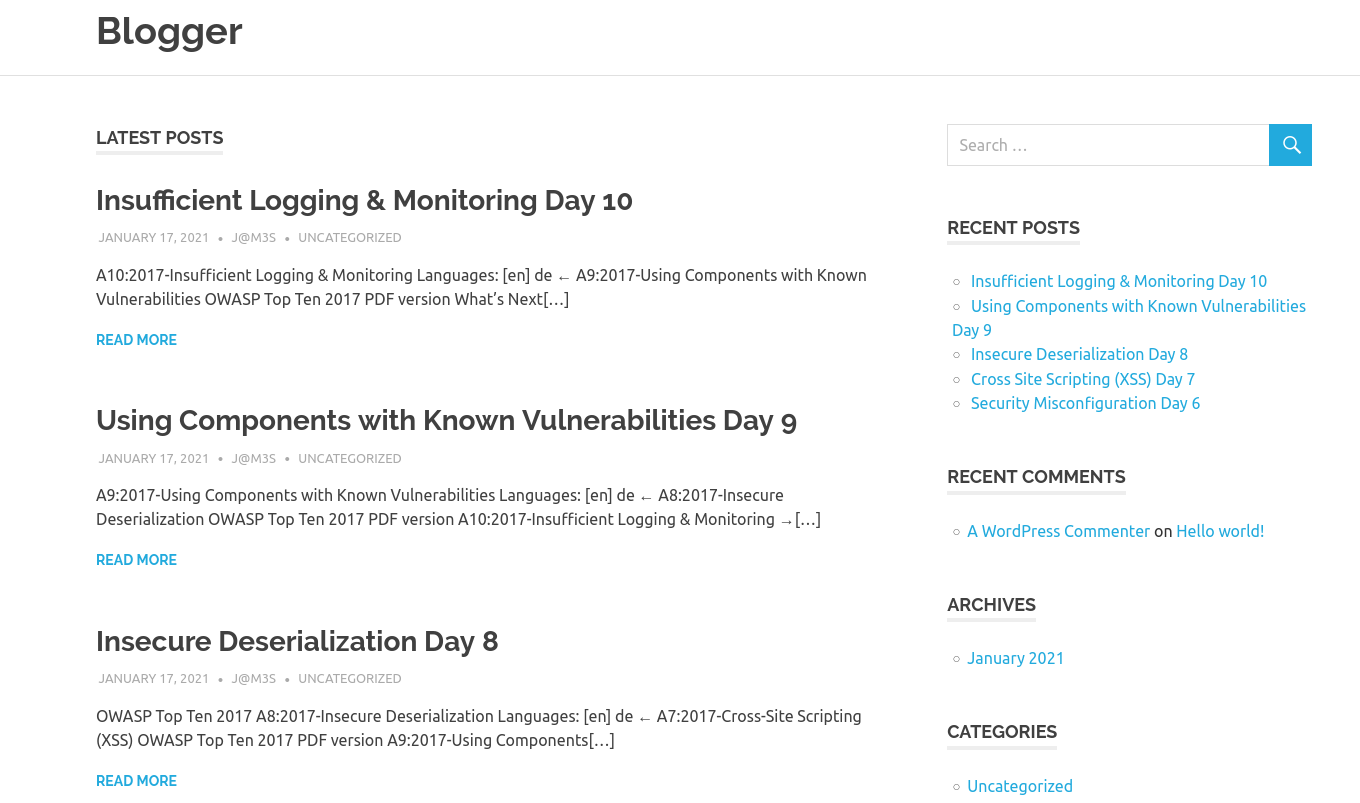 Blogger
LATEST POSTS
Insufficient Logging & Monitoring Day 10
JANUARY 17, 2021 • J@M3S • UNCATEGORIZED
A10:2017-Insufficient Logging & Monitoring Languages: [en] de ← A9:2017-Using Components with Known
Vulnerabilities OWASP Top Ten 2017 PDF version What’s Next[…]
READ MORE
Using Components with Known Vulnerabilities Day 9
JANUARY 17, 2021 • J@M3S • UNCATEGORIZED
A9:2017-Using Components with Known Vulnerabilities Languages: [en] de ← A8:2017-Insecure
Deserialization OWASP Top Ten 2017 PDF version A10:2017-Insufficient Logging & Monitoring →[…]
READ MORE
Insecure Deserialization Day 8
JANUARY 17, 2021 • J@M3S • UNCATEGORIZED
OWASP Top Ten 2017 A8:2017-Insecure Deserialization Languages: [en] de ← A7:2017-Cross-Site Scripting
(XSS) OWASP Top Ten 2017 PDF version A9:2017-Using Components[…]
READ MORE
Search …
RECENT POSTS
Insufficient Logging & Monitoring Day 10
Using Components with Known Vulnerabilities
Day 9
Insecure Deserialization Day 8
Cross Site Scripting (XSS) Day 7
Security Misconfiguration Day 6
RECENT COMMENTS
A WordPress Commenter on Hello world!
ARCHIVES
January 2021
CATEGORIES
Uncategorized